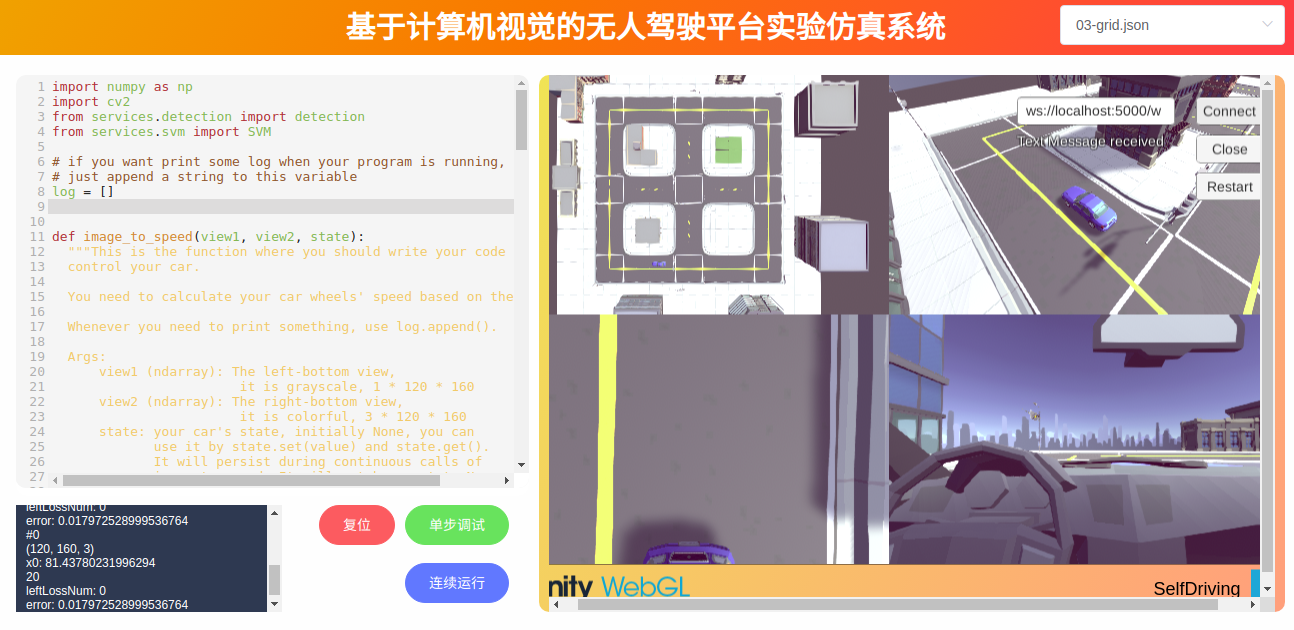 基于计算机视觉的无人驾驶平台实验仿真系统
03-grid.json
1 import numpy as np
2 import cv2
3 from services.detection import detection
4 from services.svm import SVM
5
6 # if you want print some log when your program is running,
7 # just append a string to this variable
8 log = []
9
10
11 def image_to_speed(view1, view2, state):
12 """This is the function where you should write your code
13 control your car.
14
15 You need to calculate your car wheels' speed based on the
16
17 Whenever you need to print something, use log.append().
18
19 Args:
20 view1 (ndarray): The left-bottom view,
21 it is grayscale, 1 * 120 * 160
22 view2 (ndarray): The right-bottom view,
23 it is colorful, 3 * 120 * 160
24 state: your car's state, initially None, you can
25 use it by state.set(value) and state.get().
26 It will persist during continuous calls of
27
leftLossNum: 0
error: 0.017972528999536764
#0
(120, 160, 3)
x0: 81.43780231996294
20
leftLossNum: 0
error: 0.017972528999536764
复位
单步调试
连续运行
ws://localhost:5000/w
Connect
Text Message received
Close
Restart
nity WebGL
SelfDriving